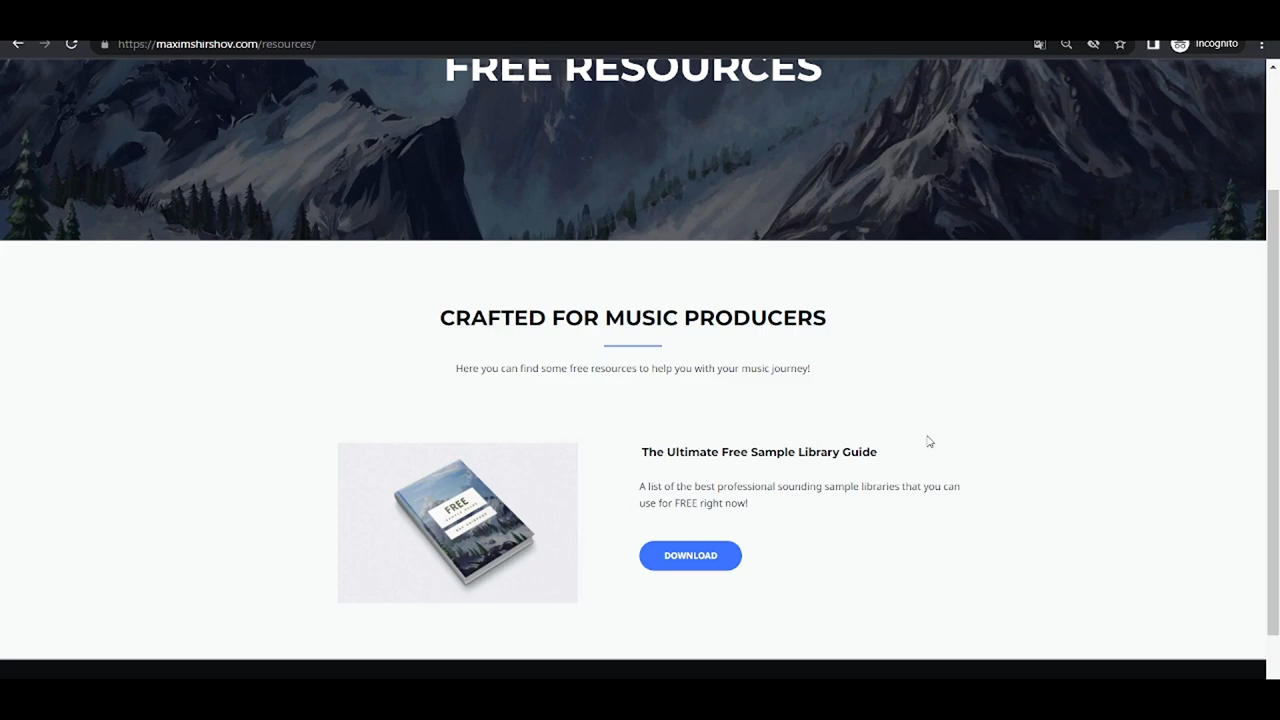 https://maximshirshov.com/resources/
Incognito
FREE RESOURCES
CRAFTED FOR MUSIC PRODUCERS
Here you can find some free resources to help you with your music journey!
FREE
The Ultimate Free Sample Library Guide
A list of the best professional sounding sample libraries that you can
use for FREE right now!
DOWNLOAD